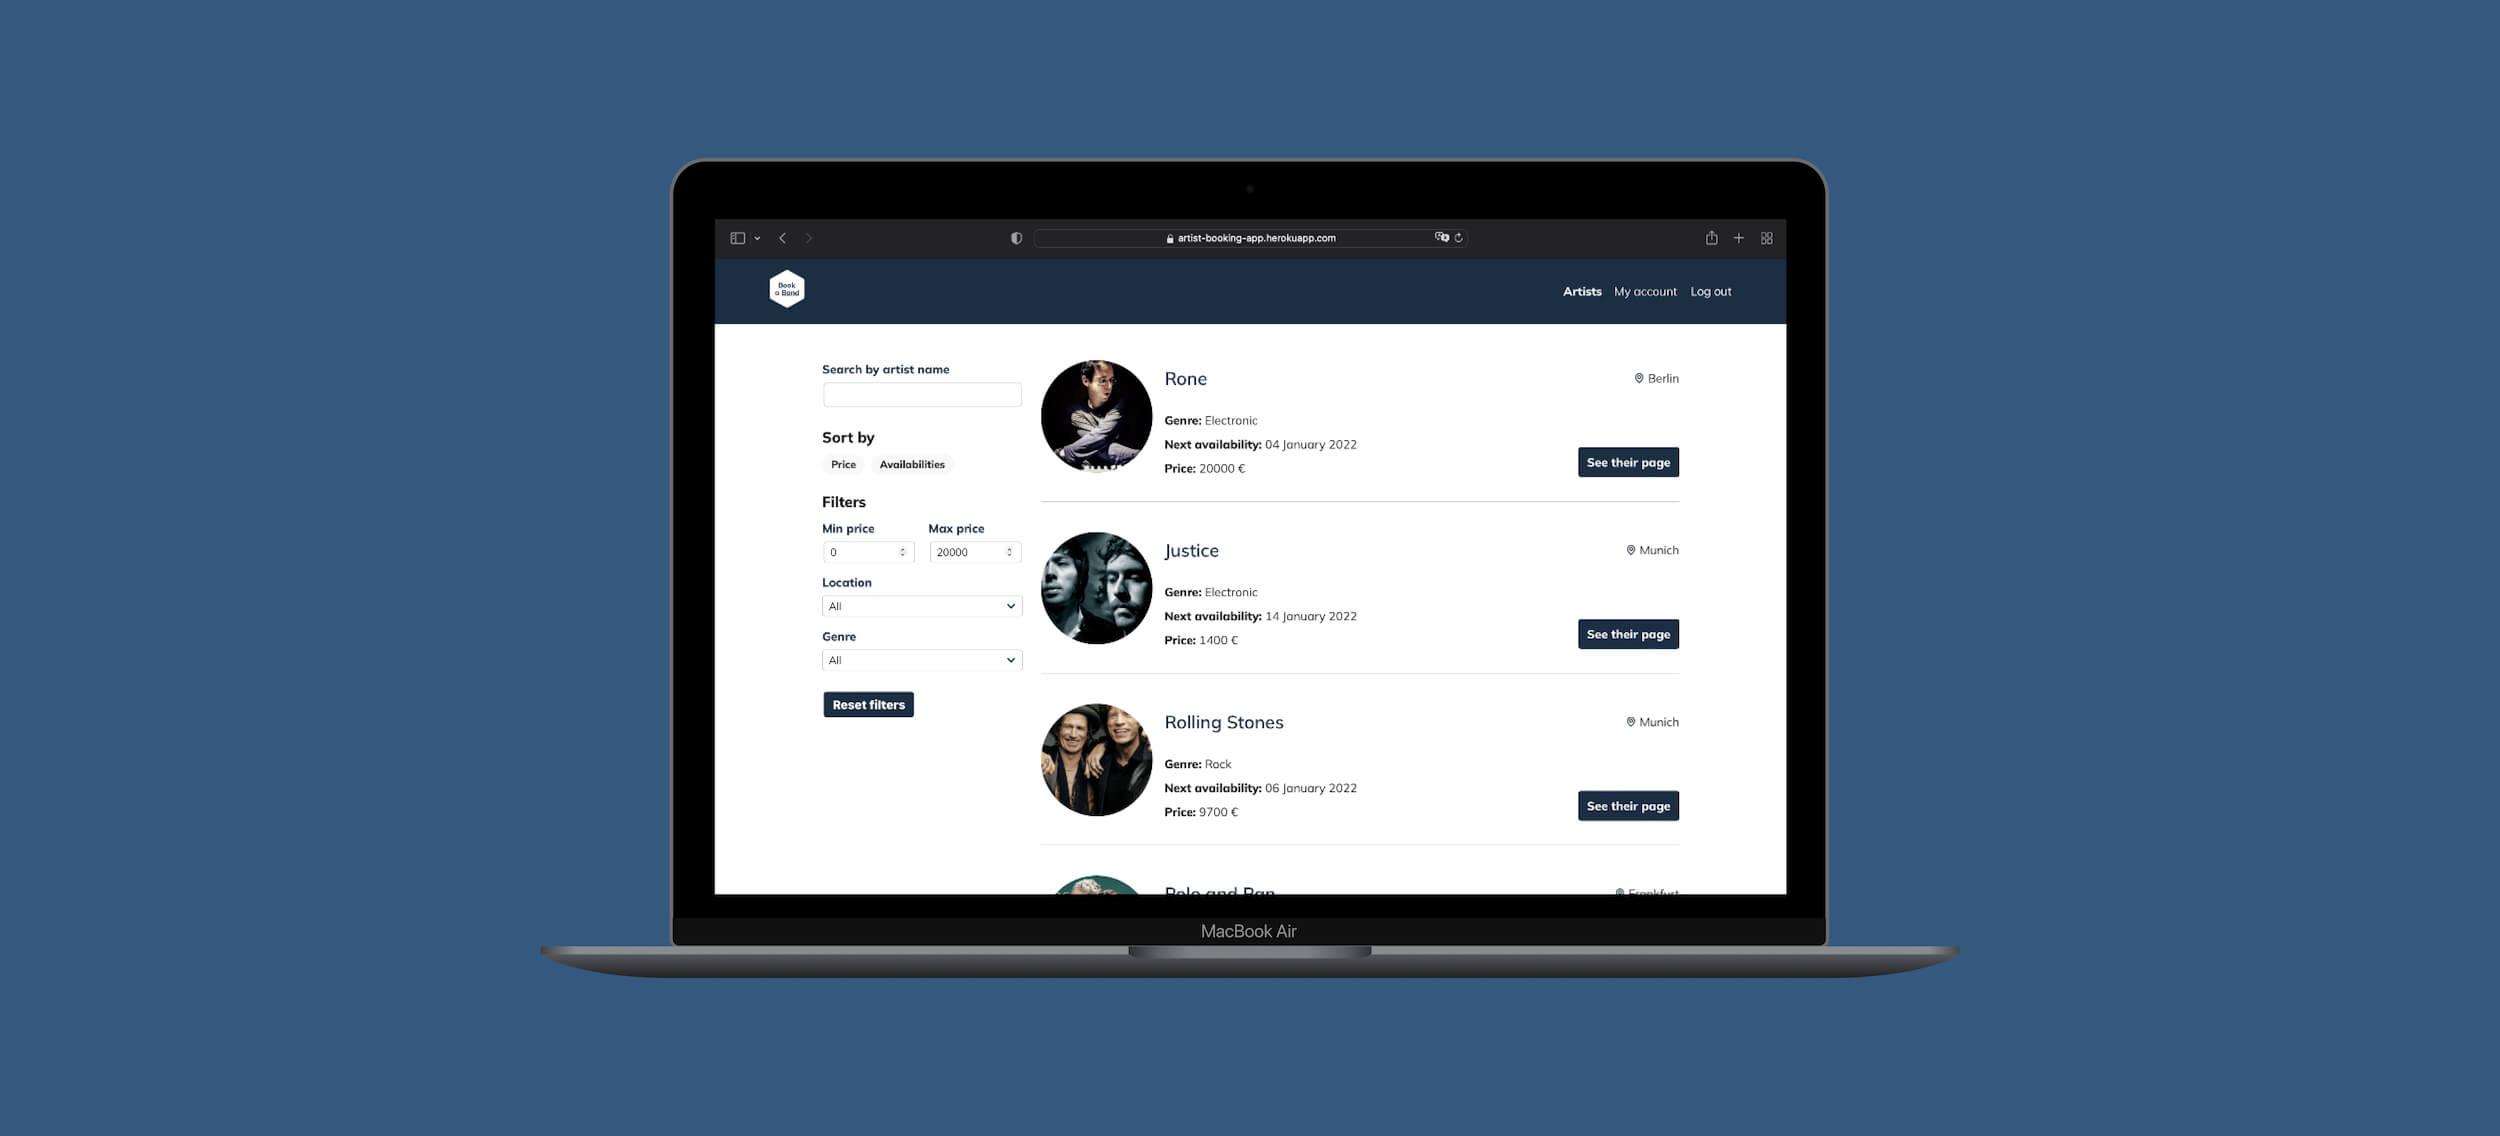 artist-booking-app.herokuapp.com
Book
a Band
Artists My account Log out
Search by artist name
Sort by
Price Availabilities
Filters
Min price Max price
0 20000
Location
All
Genre
All
Reset filters
Rone
Berlin
Genre: Electronic
Next availability: 04 January 2022
Price: 20000 €
See their page
Justice
Munich
Genre: Electronic
Next availability: 14 January 2022
Price: 1400 €
See their page
Rolling Stones
Munich
Genre: Rock
Next availability: 06 January 2022
Price: 9700 €
See their page
Frankfurt
MacBook Air